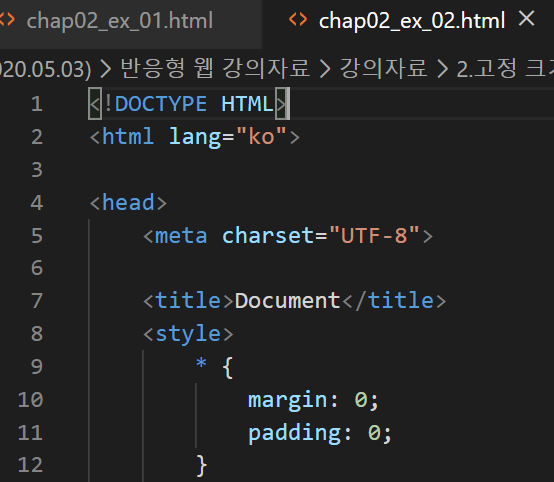 chap02_ex_01.html
chap02_ex_02.html
020.05.03) > 반응형 웹 강의자료 > 강의자료 > 2.고정 크기
1 <!DOCTYPE HTML>
2 <html lang="ko">
3
4 <head>
5 <meta charset="UTF-8">
6
7 <title>Document</title>
8 <style>
9 * {
10 margin: 0;
11 padding: 0;
12 }